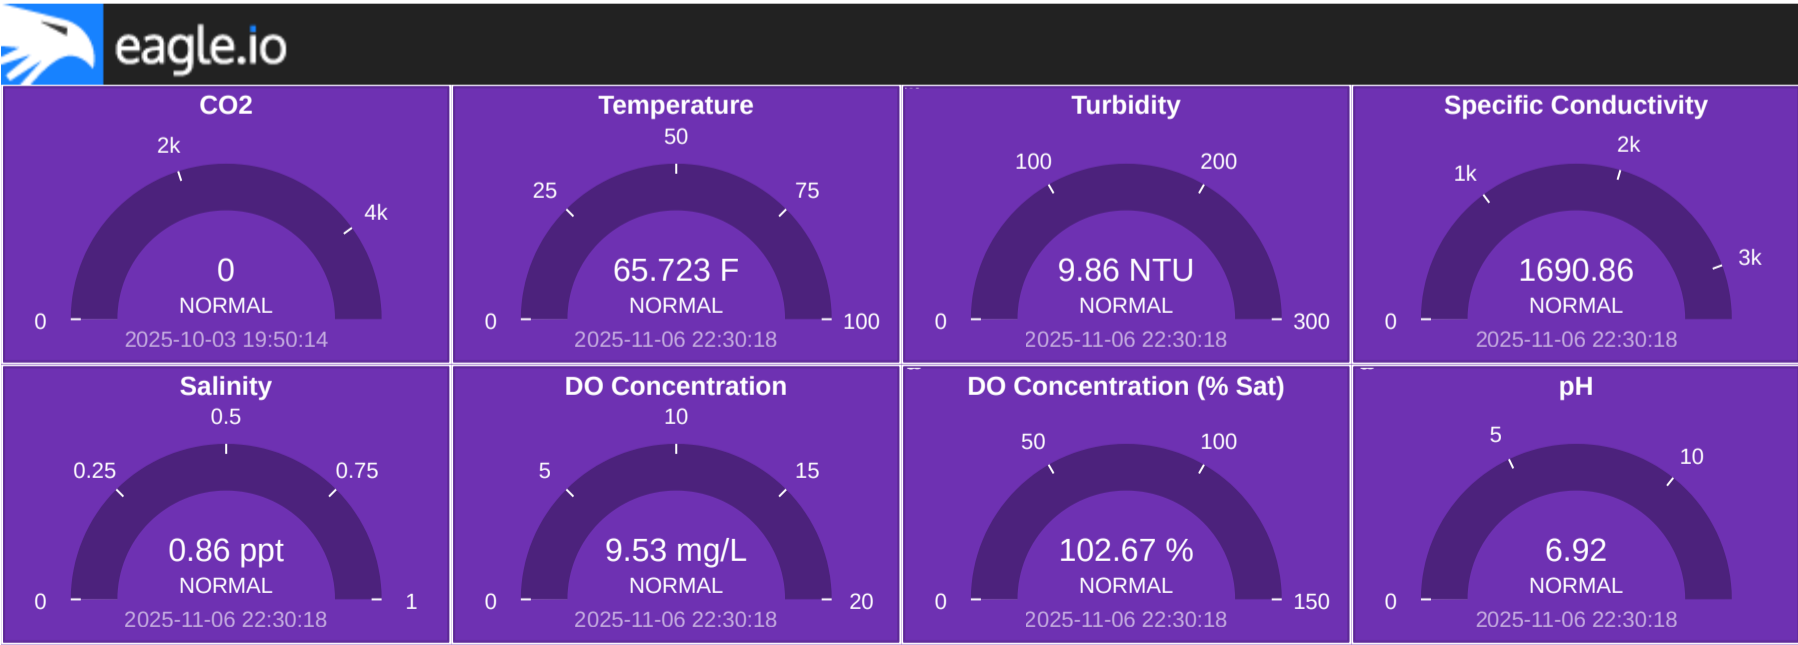 eagle.io
CO2
2k
4k
0
0
NORMAL
2025-10-03 19:50:14
Temperature
50
25
75
65.723 F
NORMAL
0
100
2025-11-06 22:30:18
Turbidity
100
200
9.86 NTU
NORMAL
0
300
2025-11-06 22:30:18
Specific Conductivity
2k
1k
3k
1690.86
NORMAL
0
2025-11-06 22:30:18
Salinity
0.5
0.25
0.75
0.86 ppt
NORMAL
0
1
2025-11-06 22:30:18
DO Concentration
10
5
15
9.53 mg/L
NORMAL
0
20
2025-11-06 22:30:18
DO Concentration (% Sat)
50
100
102.67 %
NORMAL
0
150
2025-11-06 22:30:18
pH
5
10
6.92
NORMAL
0
2025-11-06 22:30:18